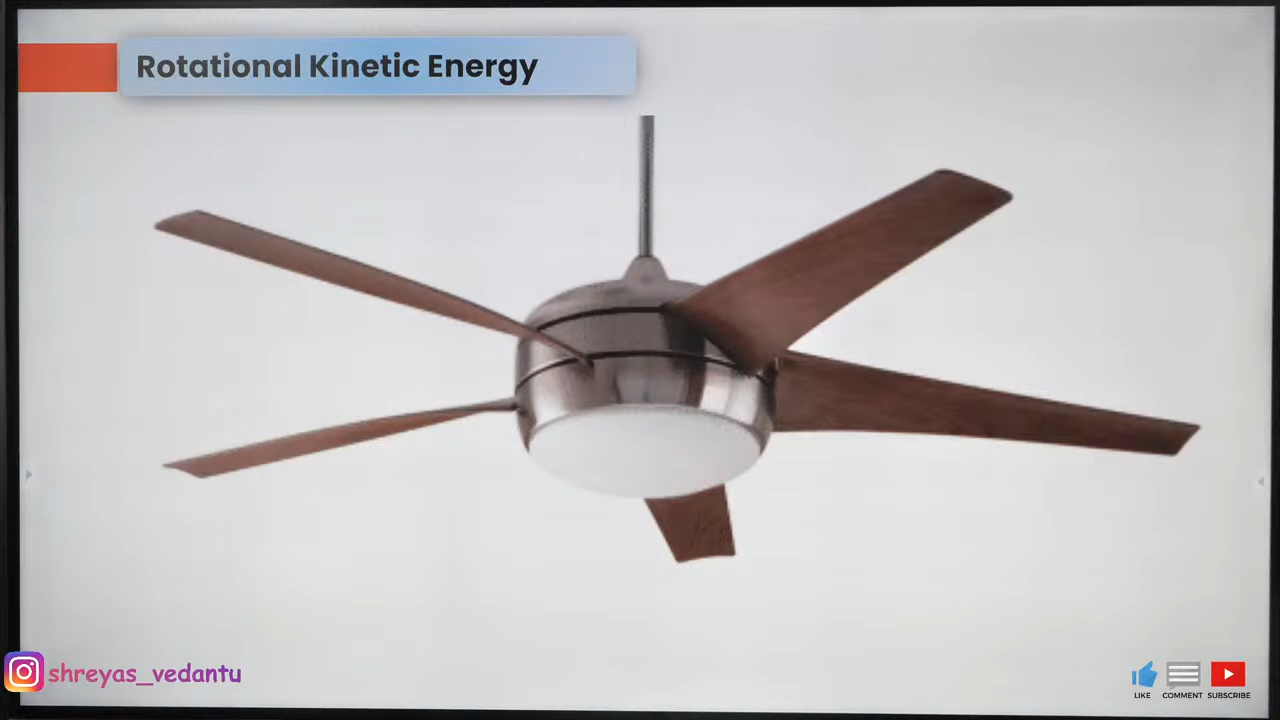 Rotational Kinetic Energy
shreyas_vedantu
LIKE
COMMENT
SUBSCRIBE